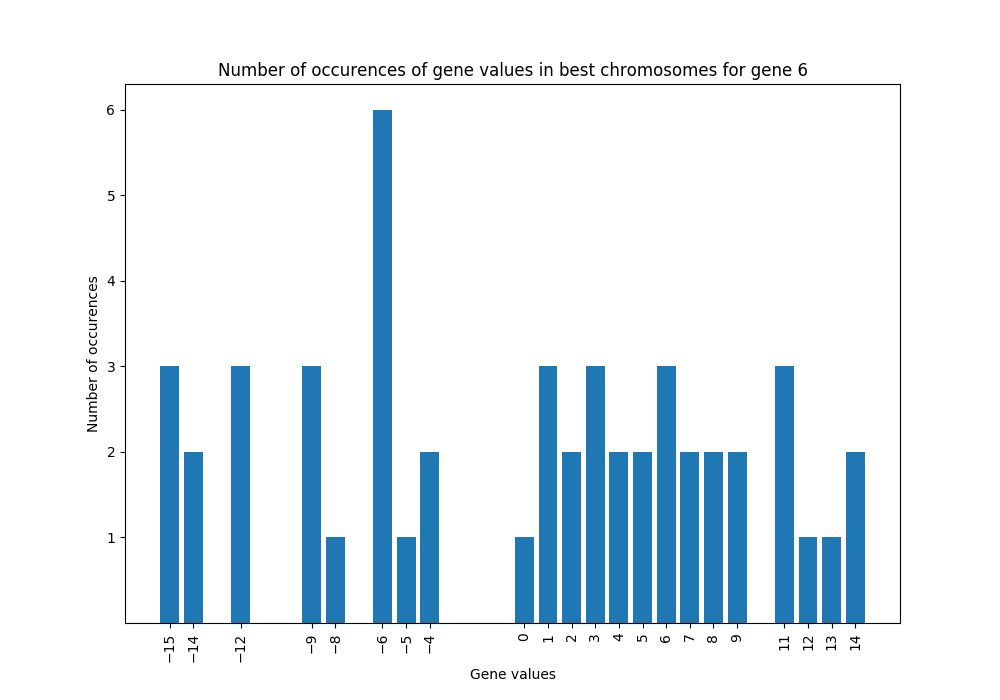 Number of occurences of gene values in best chromosomes for gene 6
Number of occurences
6
5
4
3
2
1
−15 −14 −12 −9 −8 −6 −5 −4 0 1 2 3 4 5 6 7 8 9 11 12 13 14
Gene values